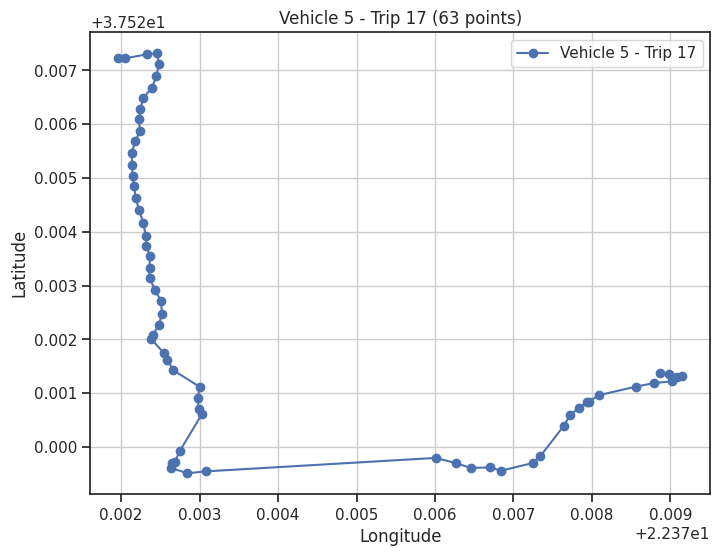 Vehicle 5 - Trip 17 (63 points)
+3.752e1
Vehicle 5 - Trip 17
0.007
0.006
0.005
0.004
0.003
0.002
0.001
0.000
Latitude
0.002 0.003 0.004 0.005 0.006 0.007 0.008 0.009
Longitude
+2.237e1